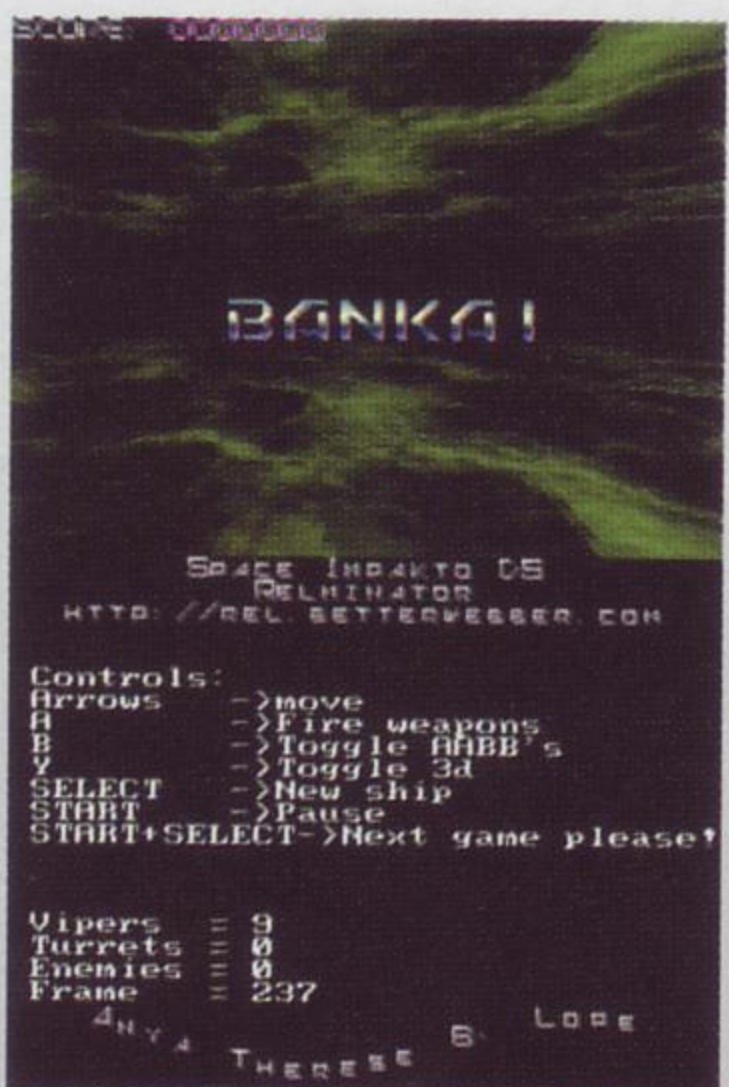 SCORE: 0000000
BANKAI
SPACE IMPAKTO DS
RELMINATOR
HTTP://REL.BETTERWEBBER.COM
Controls:
Arrows ->move
A ->Fire weapons
B ->Toggle AABB's
Y ->Toggle 3d
SELECT ->New ship
START ->Pause
START+SELECT->Next game please!
Vipers = 9
Turrets = 0
Enemies = 0
Frame = 237
ANYA THERESE B. LOPE